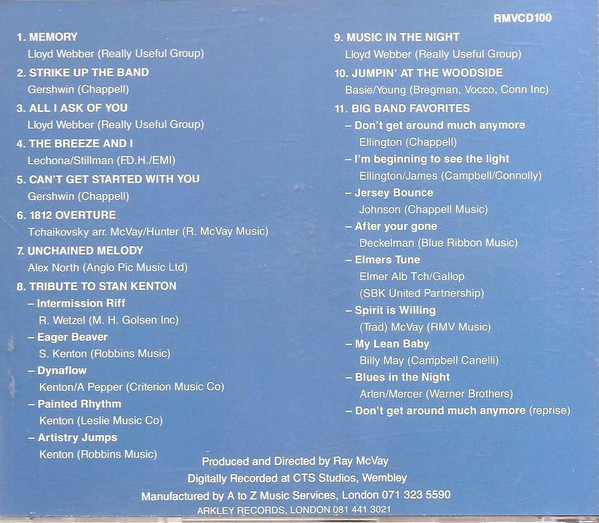 RMVCD100
1. MEMORY
Lloyd Webber (Really Useful Group)
2. STRIKE UP THE BAND
Gershwin (Chappell)
3. ALL I ASK OF YOU
Lloyd Webber (Really Useful Group)
4. THE BREEZE AND I
Lechona/Stillman (F.D.H./EMI)
5. CAN'T GET STARTED WITH YOU
Gershwin (Chappell)
6. 1812 OVERTURE
Tchaikovsky arr. McVay/Hunter (R. McVay Music)
7. UNCHAINED MELODY
Alex North (Anglo Pic Music Ltd)
8. TRIBUTE TO STAN KENTON
– Intermission Riff
R. Wetzel (M. H. Golsen Inc)
– Eager Beaver
S. Kenton (Robbins Music)
– Dynaflow
Kenton/A Pepper (Criterion Music Co)
– Painted Rhythm
Kenton (Leslie Music Co)
– Artistry Jumps
Kenton (Robbins Music)
9. MUSIC IN THE NIGHT
Lloyd Webber (Really Useful Group)
10. JUMPIN' AT THE WOODSIDE
Basie/Young (Bregman, Vocco, Conn Inc)
11. BIG BAND FAVORITES
– Don't get around much anymore
Ellington (Chappell)
– I'm beginning to see the light
Ellington/James (Campbell/Connolly)
– Jersey Bounce
Johnson (Chappell Music)
– After your gone
Deckelman (Blue Ribbon Music)
– Elmers Tune
Elmer Alb Tch/Gallop
(SBK United Partnership)
– Spirit is Willing
(Trad) McVay (RMV Music)
– My Lean Baby
Billy May (Campbell Canelli)
– Blues in the Night
Arlen/Mercer (Warner Brothers)
– Don't get around much anymore (reprise)
Produced and Directed by Ray McVay
Digitally Recorded at CTS Studios, Wembley
Manufactured by A to Z Music Services, London 071 323 5590
ARKLEY RECORDS, LONDON 081 441 3021